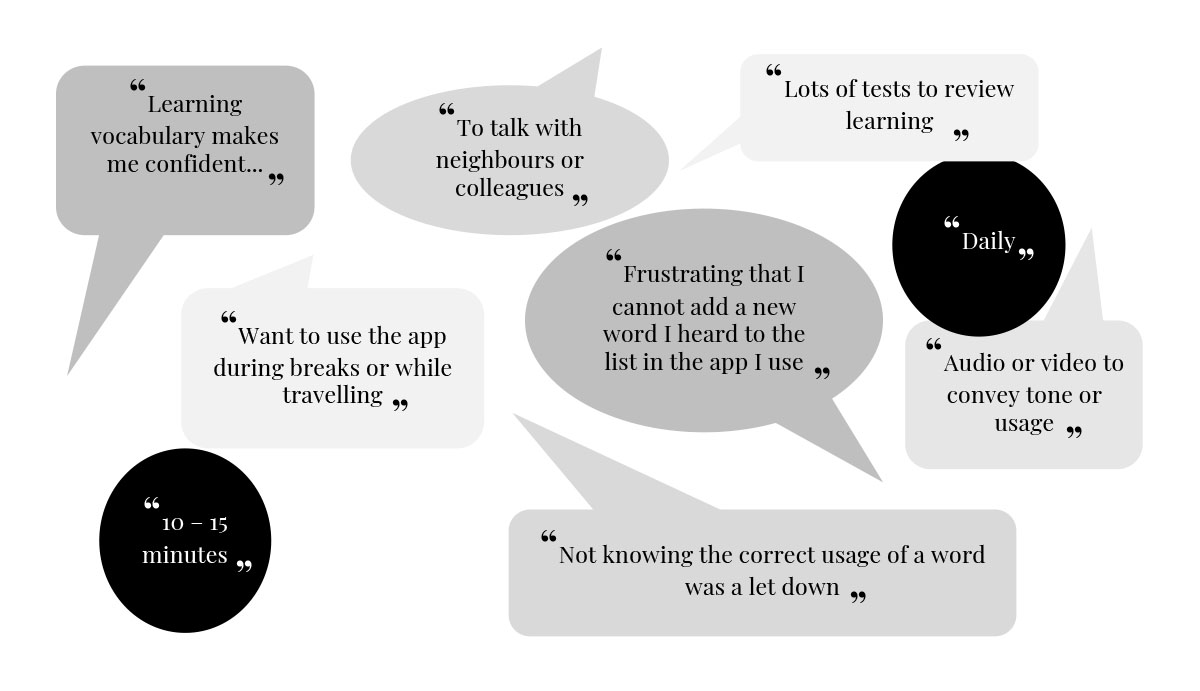 “Learning
vocabulary makes
me confident... ”
“To talk with
neighbours or
colleagues ”
“Lots of tests to review
learning ”
“Daily”
“Want to use the app
during breaks or while
travelling ”
“Frustrating that I
cannot add a new
word I heard to the
list in the app I use ”
“Audio or video to
convey tone or
usage ”
“10 – 15
minutes ”
“Not knowing the correct usage of a word
was a let down ”